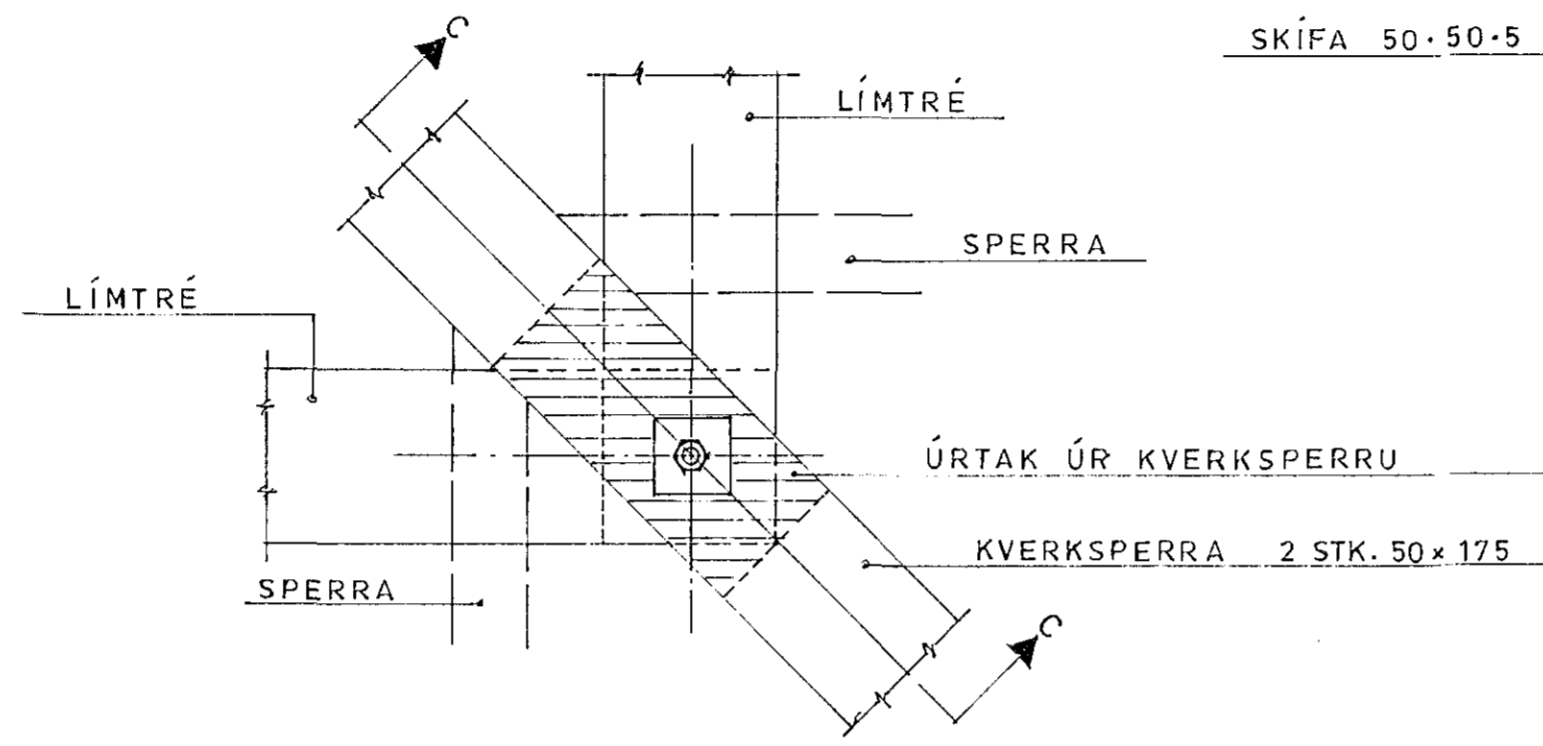 C
SKÍFA 50·50·5
LÍMTRÉ
SPERRA
LÍMTRÉ
ÚRTAK ÚR KVERKSPERRU
KVERKSPERRA 2 STK. 50 x 175
SPERRA
C